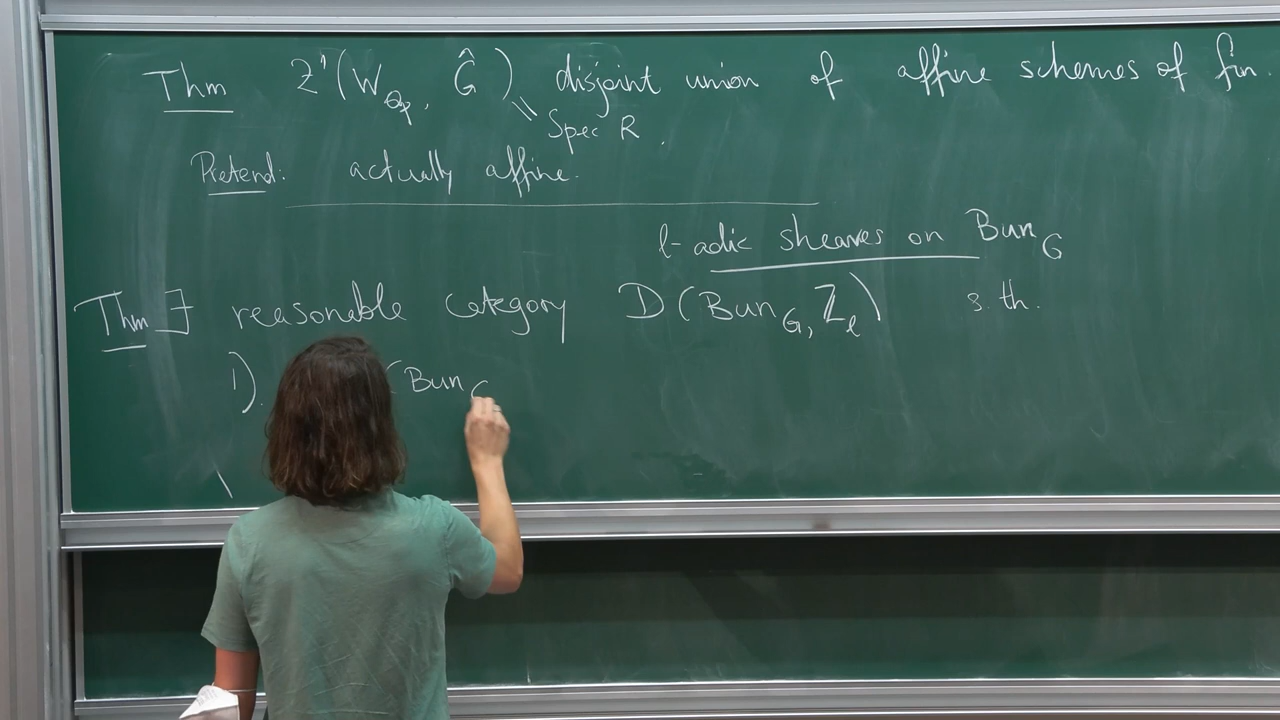 Thm Z¹(W_ℚp, Ĝ) disjoint union of affine schemes of fin.
\\ Spec R.
Pretend: actually affine.
ℓ-adic sheaves on Bun_G
Thm ∃ reasonable category D(Bun_G, ℤ_ℓ) s.th.
1). (Bun_G